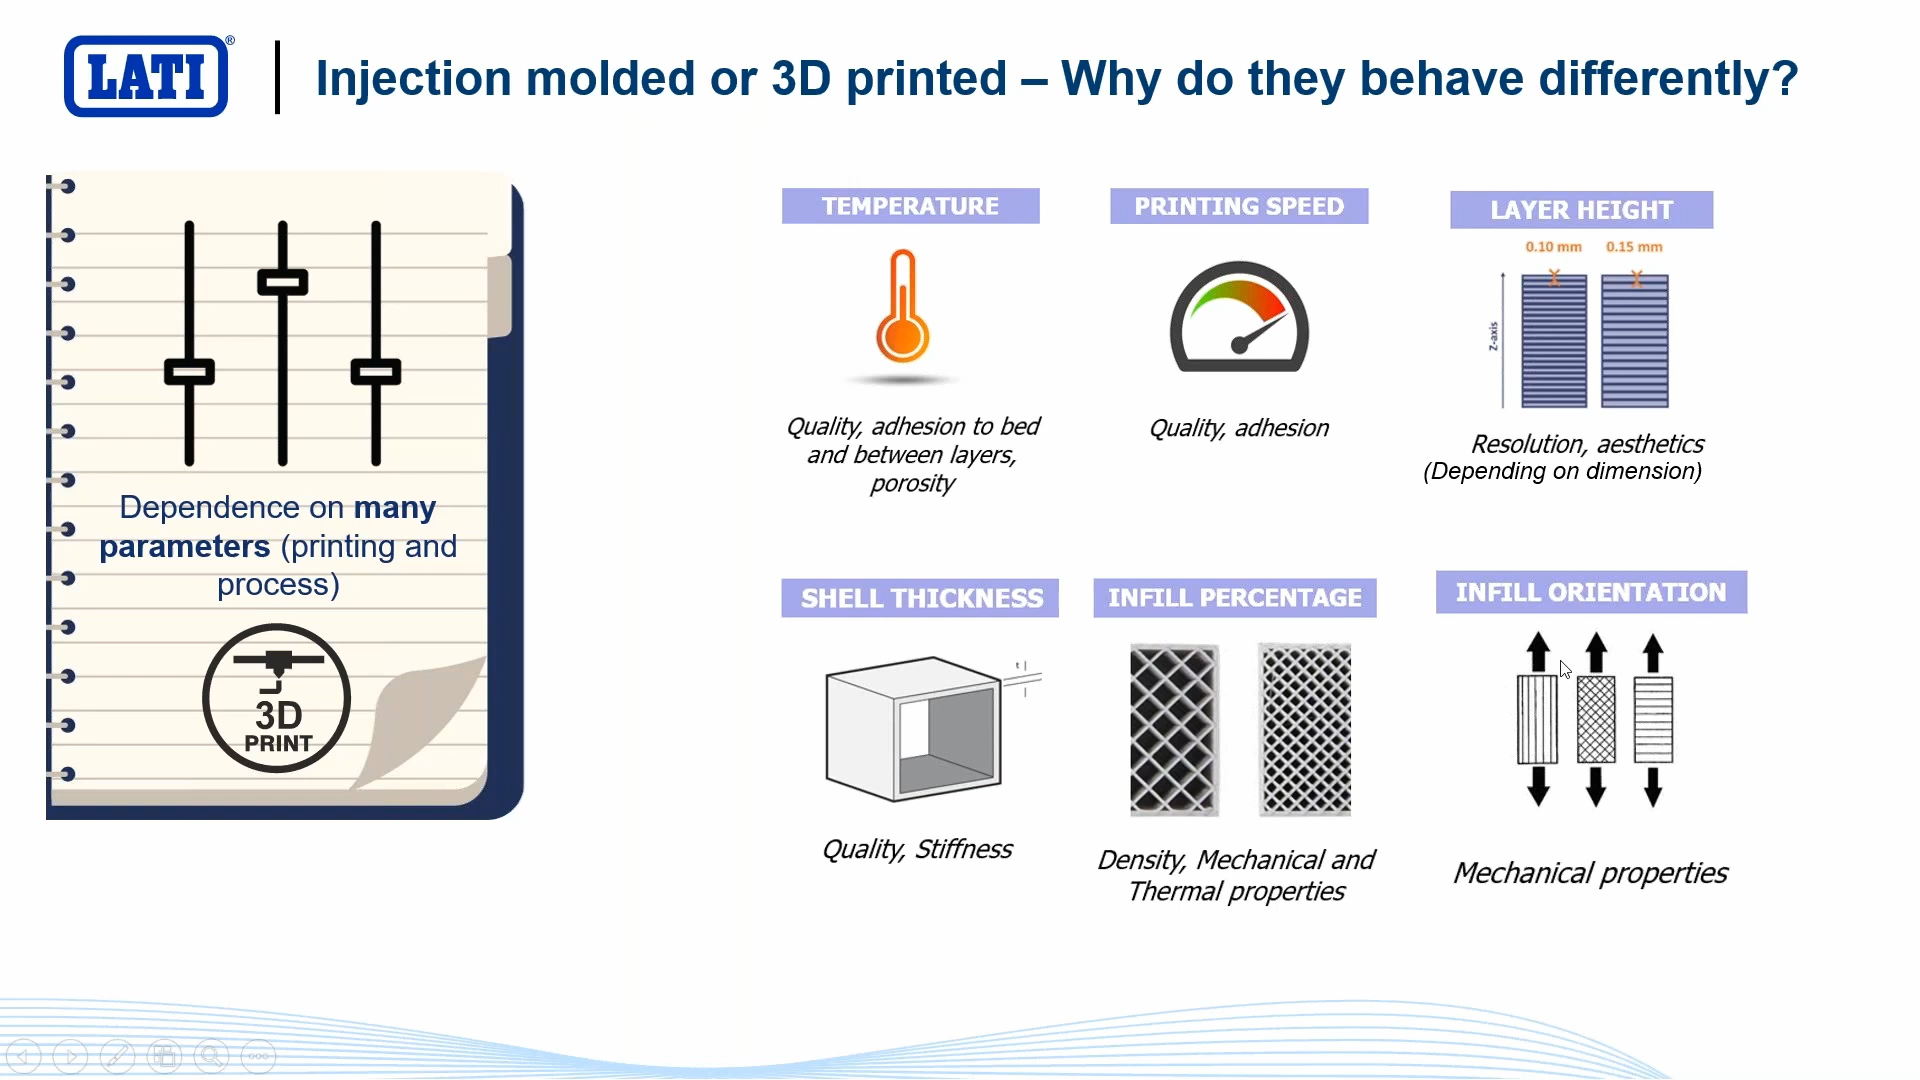 LATI®
Injection molded or 3D printed – Why do they behave differently?
Dependence on many
parameters (printing and
process)
3D
PRINT
TEMPERATURE
Quality, adhesion to bed
and between layers,
porosity
PRINTING SPEED
Quality, adhesion
LAYER HEIGHT
0.10 mm 0.15 mm
Z-axis
Resolution, aesthetics
(Depending on dimension)
SHELL THICKNESS
t
Quality, Stiffness
INFILL PERCENTAGE
Density, Mechanical and
Thermal properties
INFILL ORIENTATION
Mechanical properties